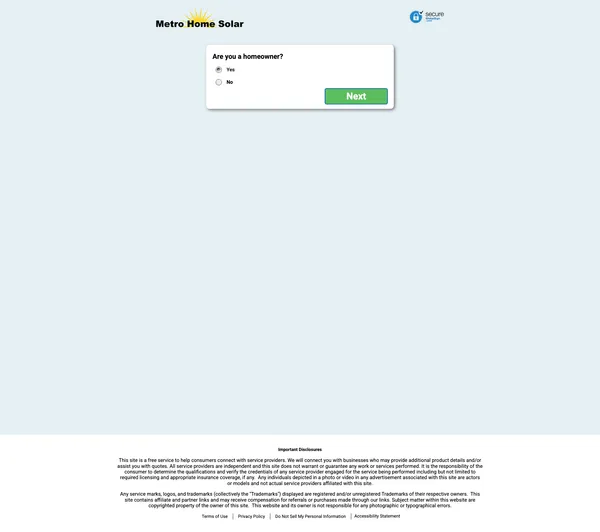 Metro Home Solar
secure
Are you a homeowner?
Yes
No
Next
Important Disclosures
This site is a free service to help consumers connect with service providers. We will connect you with businesses who may provide additional product details and/or
assist you with quotes. All service providers are independent and this site does not warrant or guarantee any work or services performed. It is the responsibility of the
consumer to determine the qualifications and verify the credentials of any service provider engaged for the service being performed including but not limited to
required licensing and appropriate insurance coverage, if any. Any individuals depicted in a photo or video in any advertisement associated with this site are actors
or models and not actual service providers affiliated with this site.
Any service marks, logos, and trademarks (collectively the "Trademarks") displayed are registered and/or unregistered Trademarks of their respective owners. This
site contains affiliate and partner links and may receive compensation for referrals or purchases made through our links. Subject matter within this website are
copyrighted property of the owner of this site. This website and its owner is not responsible for any photographic or typographical errors.
Terms of Use | Privacy Policy | Do Not Sell My Personal Information | Accessibility Statement